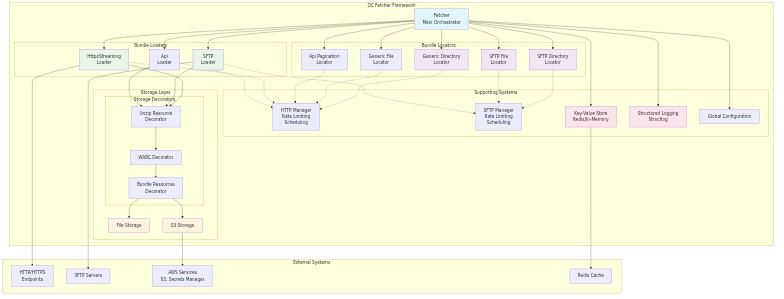 OC Fetcher Framework
Fetcher
Main Orchestrator
Bundle Loaders
HttpxStreaming
Loader
Api
Loader
SFTP
Loader
Bundle Locators
Api Pagination
Locator
Generic File
Locator
Generic Directory
Locator
SFTP File
Locator
SFTP Directory
Locator
Storage Layer
Storage Decorators
Unzip Resource
Decorator
WARC Decorator
Bundle Resources
Decorator
File Storage
S3 Storage
Supporting Systems
HTTP Manager
Rate Limiting
Scheduling
SFTP Manager
Rate Limiting
Scheduling
Key-Value Store
Redis/In-Memory
Structured Logging
Structlog
Global Configuration
External Systems
HTTP/HTTPS
Endpoints
SFTP Servers
AWS Services
S3, Secrets Manager
Redis Cache